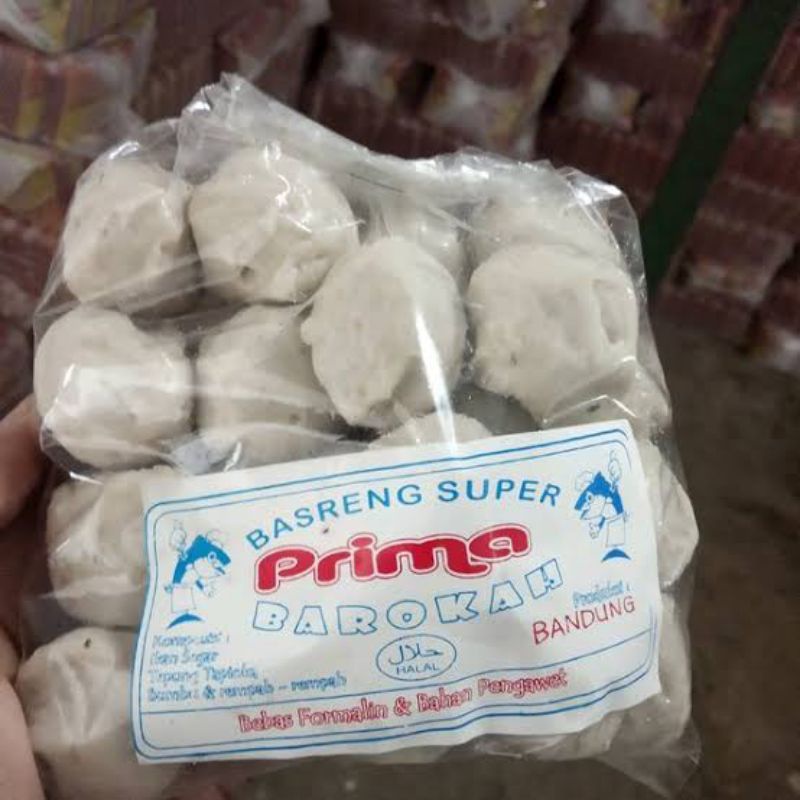 BASRENG SUPER
Prima
BAROKAH
Produksi :
BANDUNG
Komposisi :
Ikan Segar
Tepung Tapioka
Bumbu & rempah - rempah
حلال
HALAL
Bebas Formalin & Bahan Pengawet